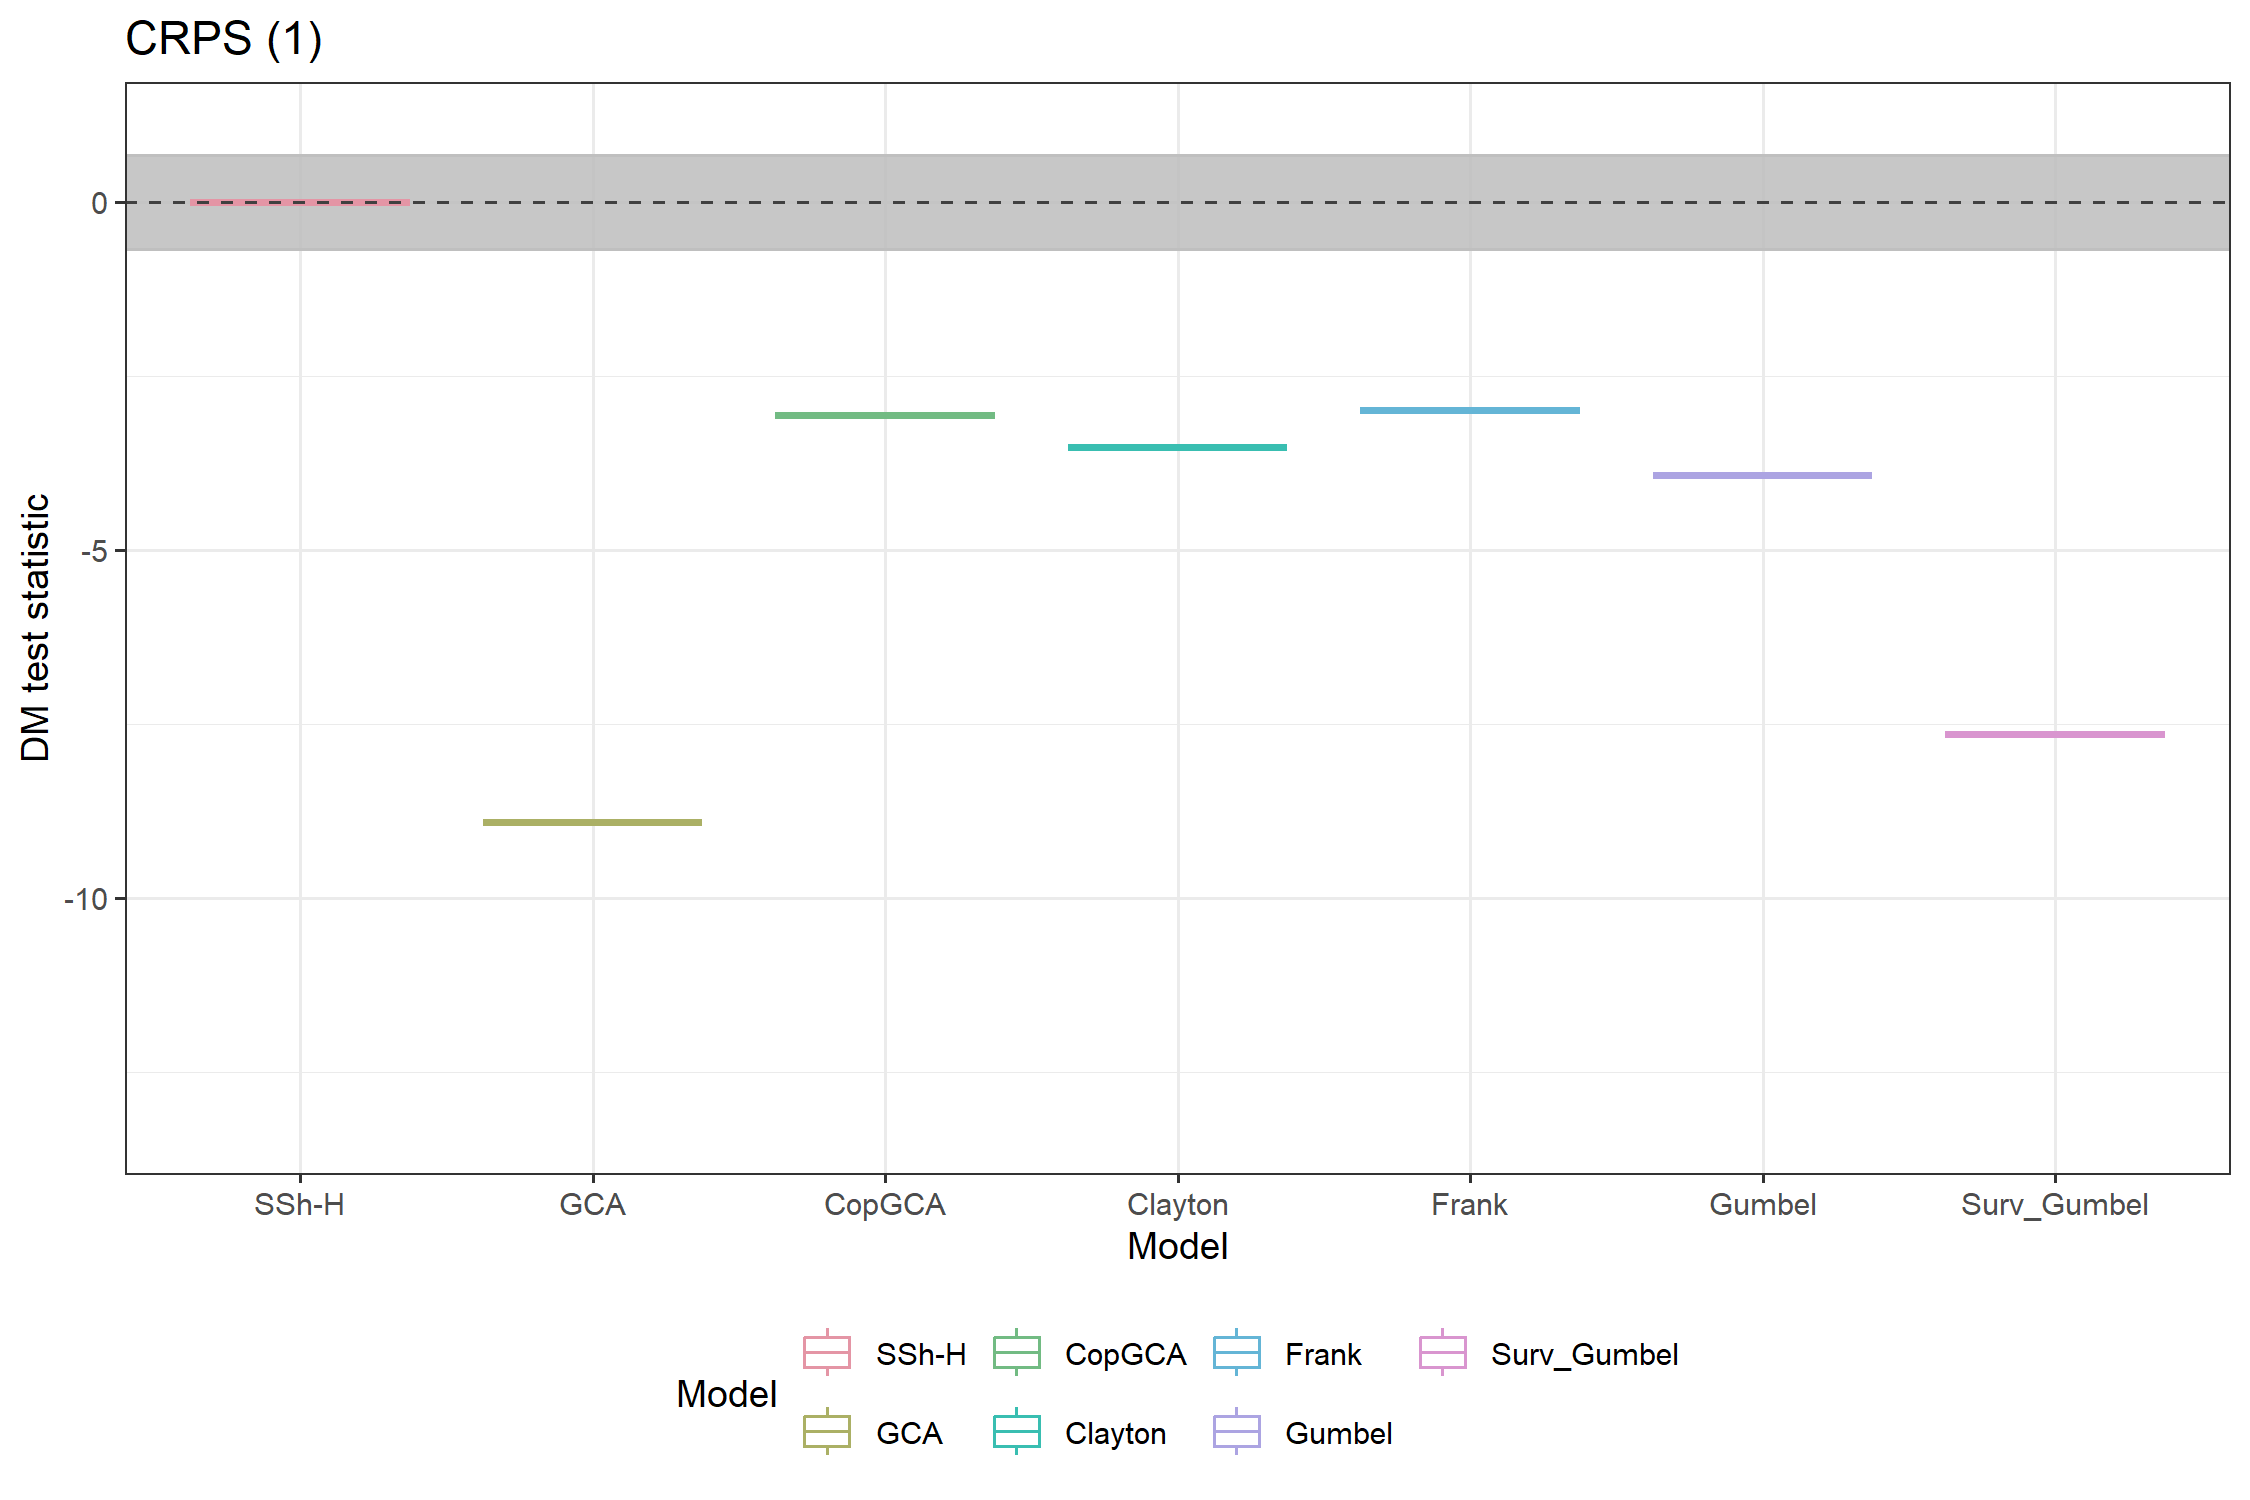 CRPS (1)
0
-5
-10
DM test statistic
SSh-H GCA CopGCA Clayton Frank Gumbel Surv_Gumbel
Model
Model
SSh-H CopGCA Frank Surv_Gumbel
GCA Clayton Gumbel